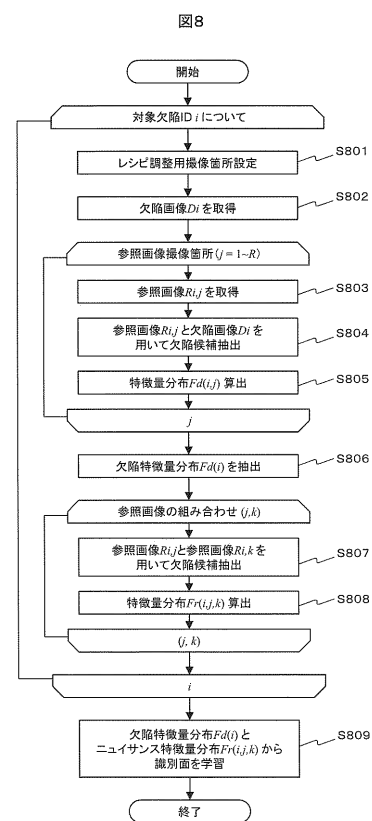 図8
開始
対象欠陥ID i について
レシピ調整用撮像箇所設定
S801
欠陥画像Di を取得
S802
参照画像撮像箇所(j = 1~R)
参照画像Ri,j を取得
S803
参照画像Ri,j と欠陥画像Di を
用いて欠陥候補抽出
S804
特徴量分布Fd(i,j) 算出
S805
j
欠陥特徴量分布Fd(i) を抽出
S806
参照画像の組み合わせ (j,k)
参照画像Ri,jと参照画像Ri,k を
用いて欠陥候補抽出
S807
特徴量分布Fr(i,j,k) 算出
S808
(j, k)
i
欠陥特徴量分布Fd(i) と
ニュイサンス特徴量分布Fr(i,j,k) から
識別面を学習
S809
終了